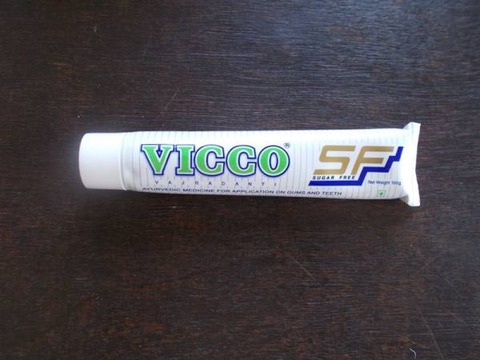 VICCO®
VAJRADANTI
AYURVEDIC MEDICINE FOR APPLICATION ON GUMS AND TEETH
SF
SUGAR FREE
Net Weight